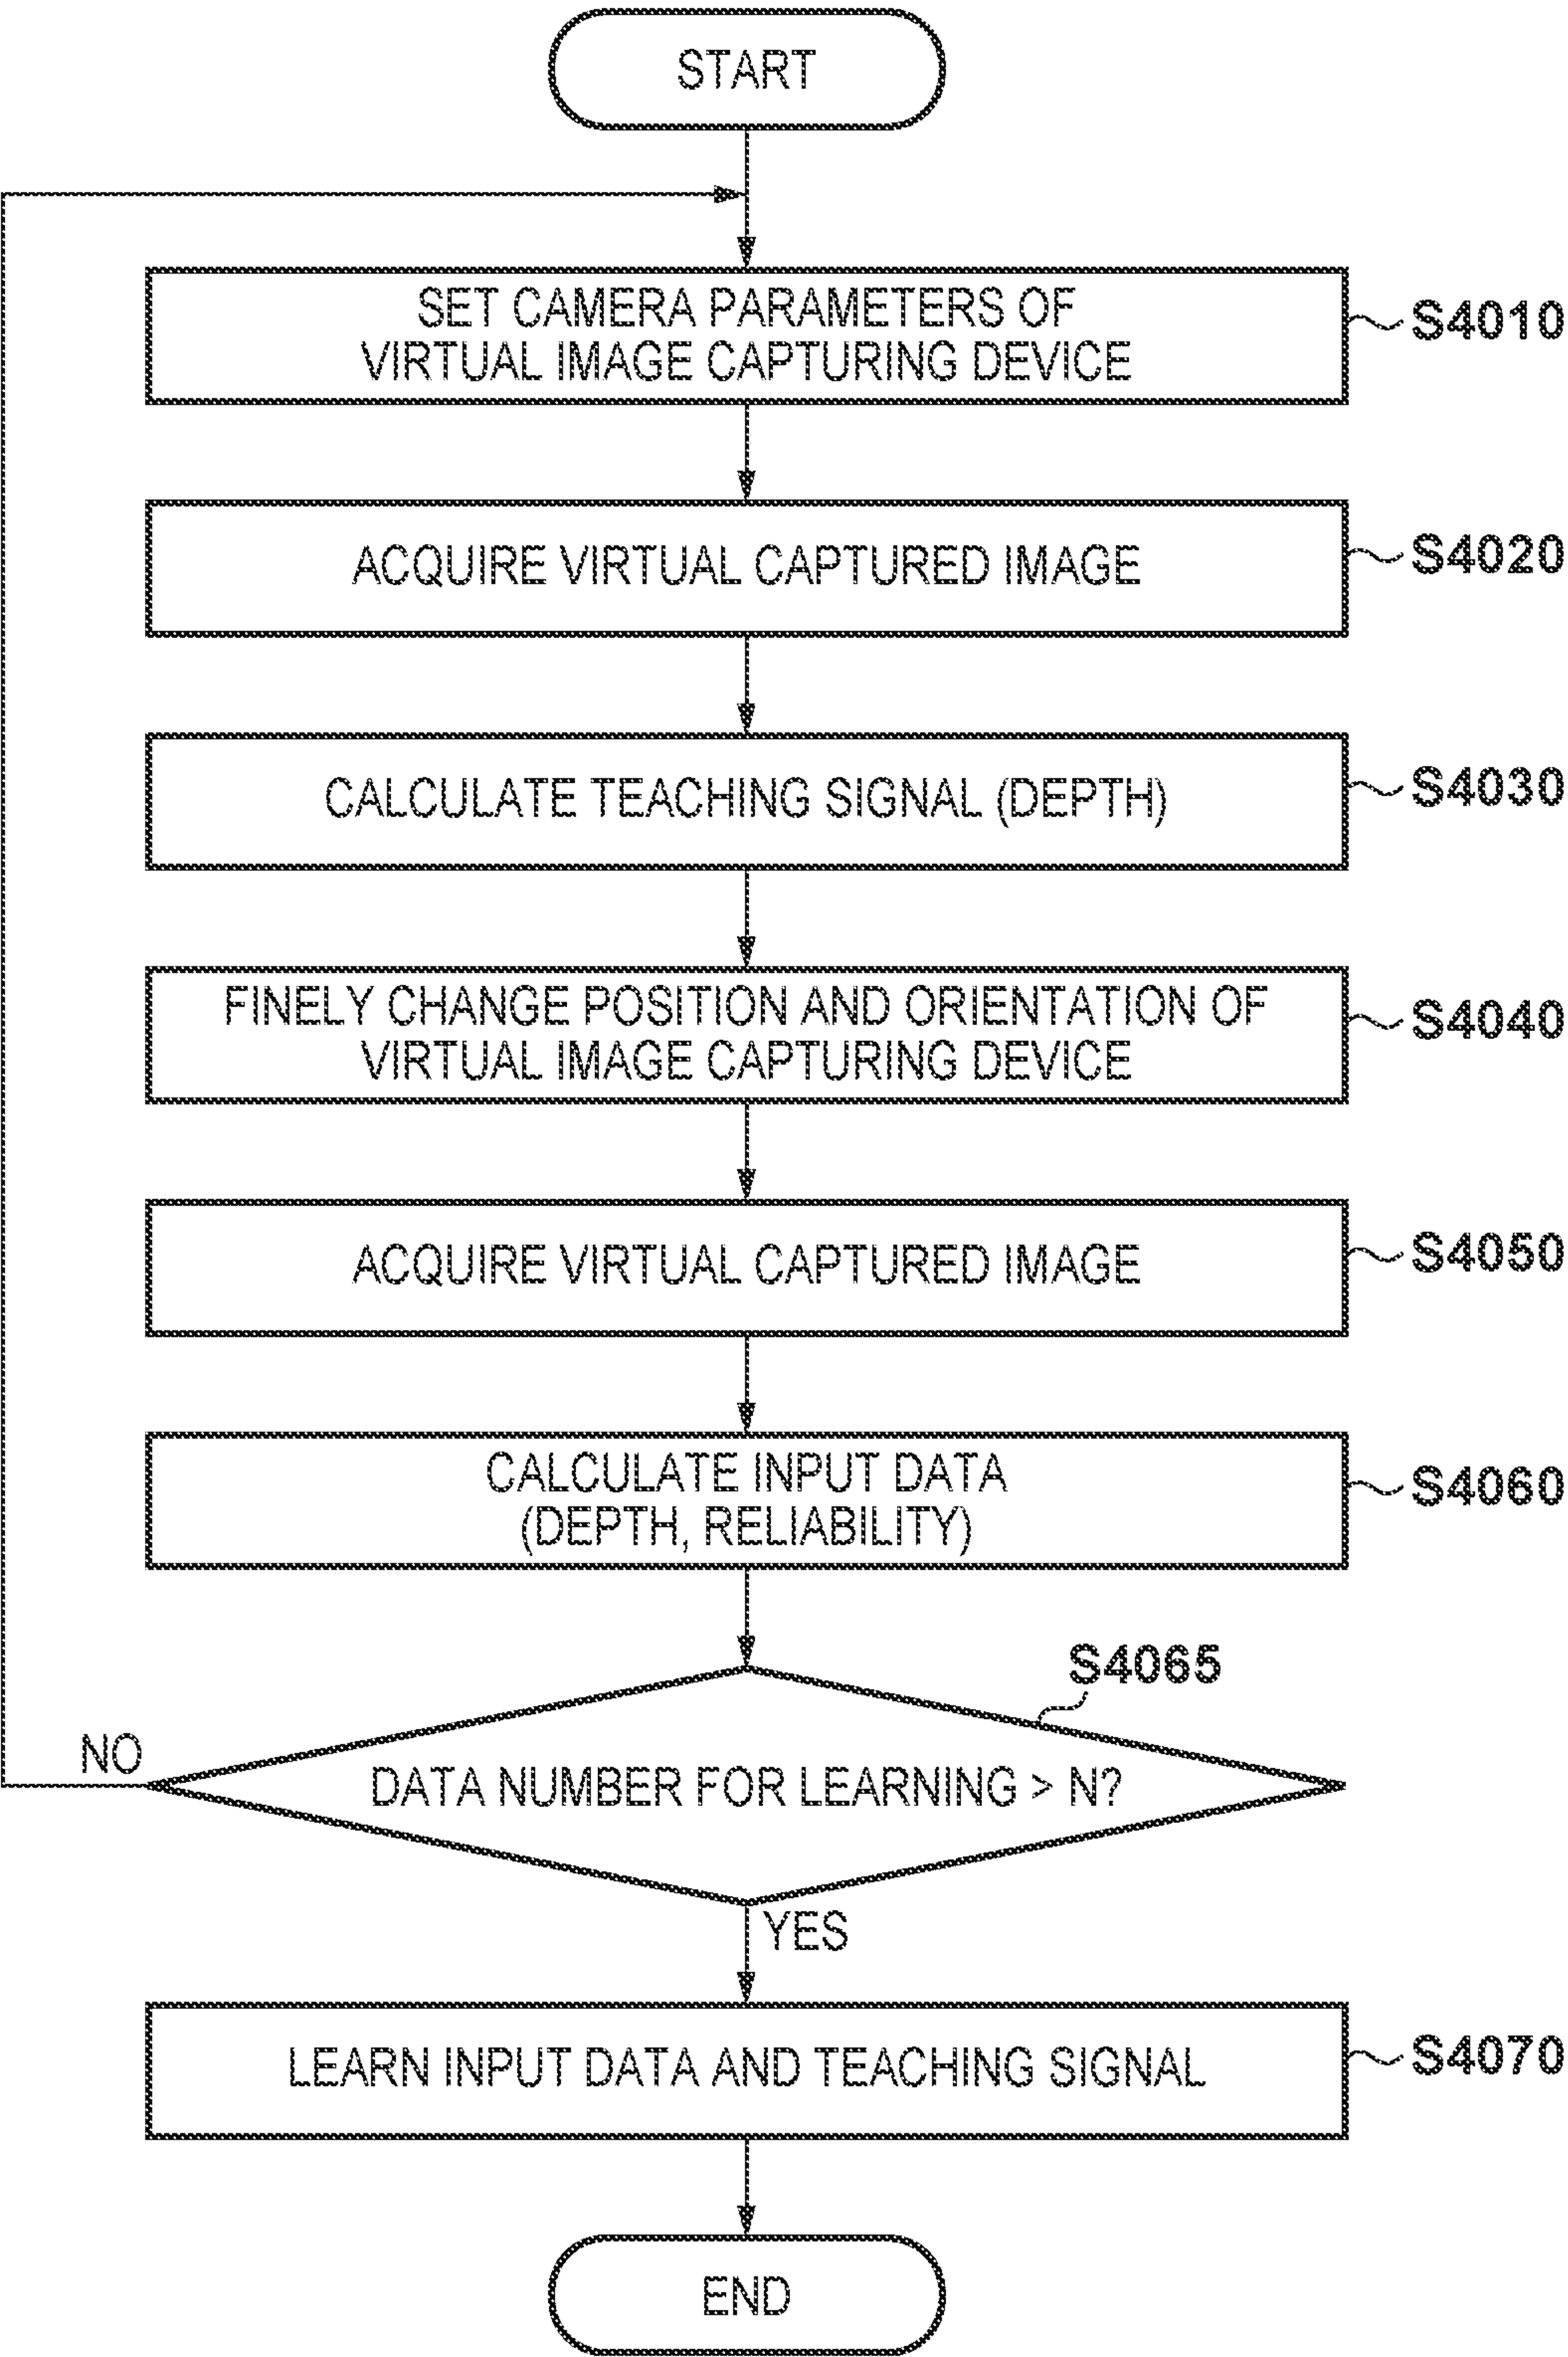 START
SET CAMERA PARAMETERS OF
VIRTUAL IMAGE CAPTURING DEVICE
S4010
ACQUIRE VIRTUAL CAPTURED IMAGE
S4020
CALCULATE TEACHING SIGNAL (DEPTH)
S4030
FINELY CHANGE POSITION AND ORIENTATION OF
VIRTUAL IMAGE CAPTURING DEVICE
S4040
ACQUIRE VIRTUAL CAPTURED IMAGE
S4050
CALCULATE INPUT DATA
(DEPTH, RELIABILITY)
S4060
S4065
NO
DATA NUMBER FOR LEARNING > N?
YES
LEARN INPUT DATA AND TEACHING SIGNAL
S4070
END